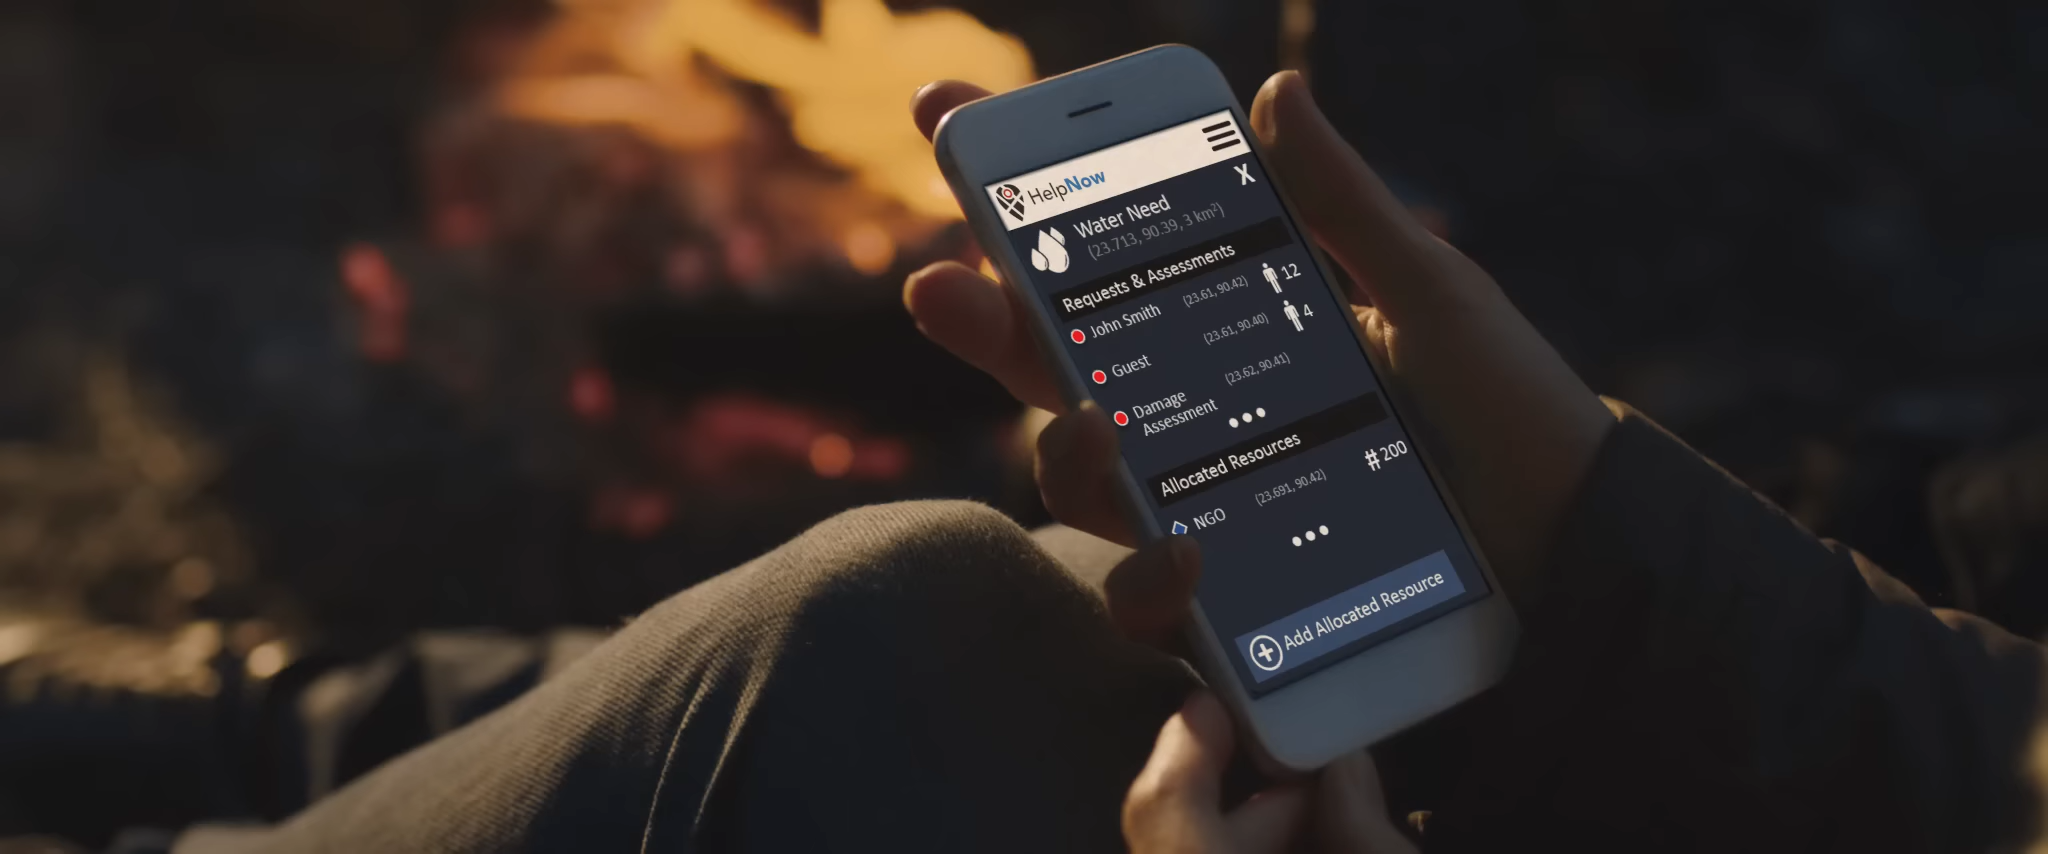 HelpNow
X
Water Need
(23.713, 90.39, 3 km²)
Requests & Assessments
John Smith (23.61, 90.42) 12
Guest (23.61, 90.40) 4
Damage (23.62, 90.41)
Assessment
Allocated Resources
NGO (23.691, 90.42) #200
Add Allocated Resource